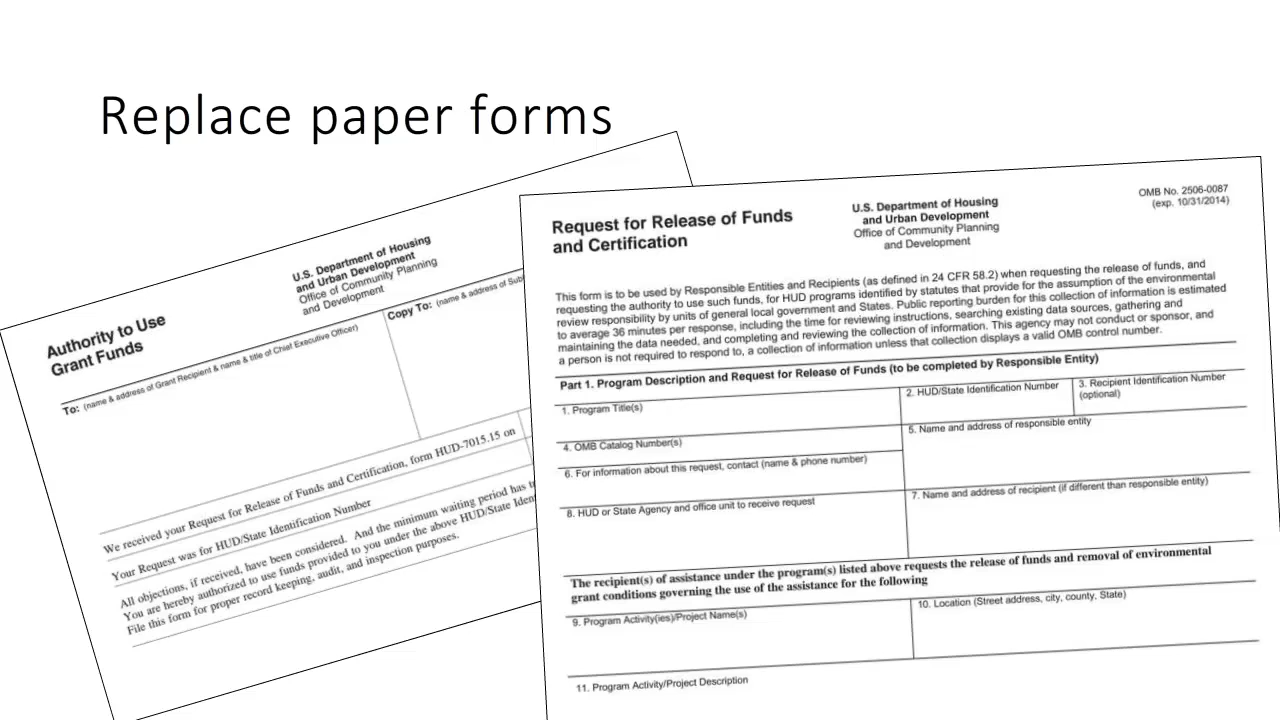 Replace paper forms
U.S. Department of Housing
and Urban Development
Office of Community Planning
and Development
Authority to Use
Grant Funds
To: (name & address of Grant Recipient & name & title of Chief Executive Officer)
Copy To: (name & address of
We received your Request for Release of Funds and Certification, form HUD-7015.15 on
Your Request was for HUD/State Identification Number
All objections, if received, have been considered. And the minimum waiting period has
You are hereby authorized to use funds provided to you under the above HUD/State
File this form for proper record keeping, audit, and inspection purposes.
Request for Release of Funds
and Certification
U.S. Department of Housing
and Urban Development
Office of Community Planning
and Development
OMB No. 2506-0087
(exp. 10/31/2014)
This form is to be used by Responsible Entities and Recipients (as defined in 24 CFR 58.2) when requesting the release of funds, and
requesting the authority to use such funds, for HUD programs identified by statutes that provide for the assumption of the environmental
review responsibility by units of general local government and States. Public reporting burden for this collection of information is estimated
to average 36 minutes per response, including the time for reviewing instructions, searching existing data sources, gathering and
maintaining the data needed, and completing and reviewing the collection of information. This agency may not conduct or sponsor, and
a person is not required to respond to, a collection of information unless that collection displays a valid OMB control number.
Part 1. Program Description and Request for Release of Funds (to be completed by Responsible Entity)
1. Program Title(s)
2. HUD/State Identification Number
3. Recipient Identification Number
(optional)
4. OMB Catalog Number(s)
5. Name and address of responsible entity
6. For information about this request, contact (name & phone number)
8. HUD or State Agency and office unit to receive request
7. Name and address of recipient (if different than responsible entity)
The recipient(s) of assistance under the program(s) listed above requests the release of funds and removal of environmental
grant conditions governing the use of the assistance for the following
9. Program Activity(ies)/Project Name(s)
10. Location (Street address, city, county, State)
11. Program Activity/Project Description